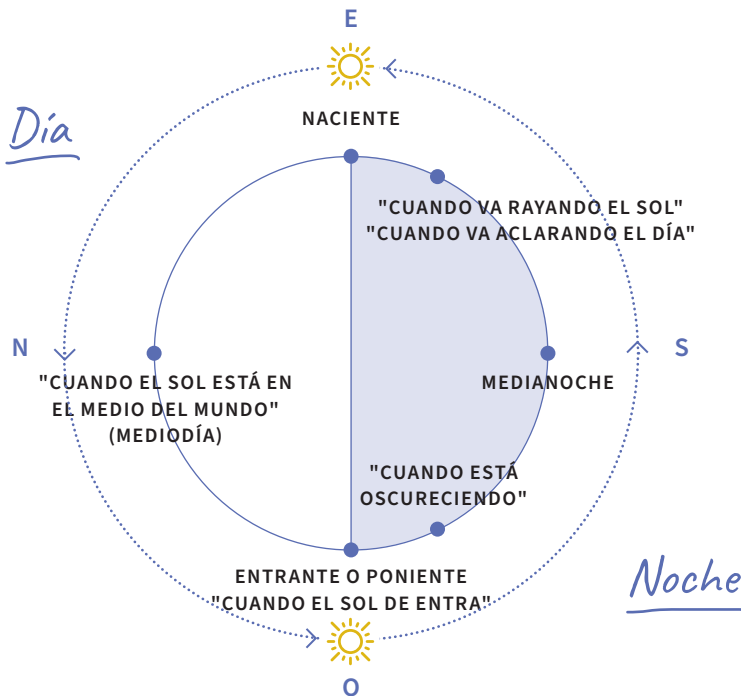 E
NACIENTE
Día
"CUANDO VA RAYANDO EL SOL"
"CUANDO VA ACLARANDO EL DÍA"
N
S
"CUANDO EL SOL ESTÁ EN
EL MEDIO DEL MUNDO"
(MEDIODÍA)
MEDIANOCHE
"CUANDO ESTÁ
OSCURECIENDO"
ENTRANTE O PONIENTE
"CUANDO EL SOL DE ENTRA"
Noche
O